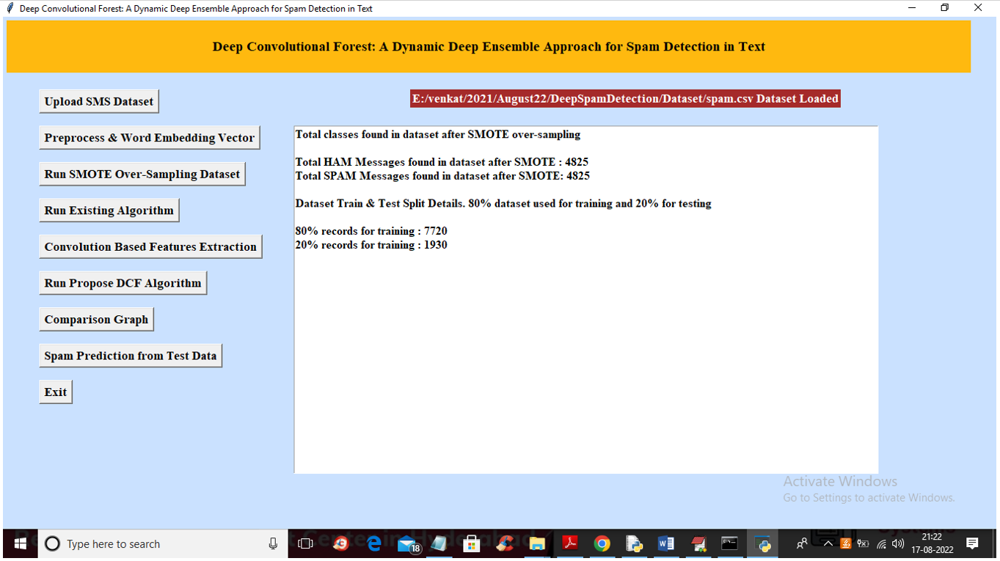 Deep Convolutional Forest: A Dynamic Deep Ensemble Approach for Spam Detection in Text
Deep Convolutional Forest: A Dynamic Deep Ensemble Approach for Spam Detection in Text
Upload SMS Dataset
E:/venkat/2021/August22/DeepSpamDetection/Dataset/spam.csv Dataset Loaded
Preprocess & Word Embedding Vector
Run SMOTE Over-Sampling Dataset
Run Existing Algorithm
Convolution Based Features Extraction
Run Propose DCF Algorithm
Comparison Graph
Spam Prediction from Test Data
Exit
Total classes found in dataset after SMOTE over-sampling
Total HAM Messages found in dataset after SMOTE : 4825
Total SPAM Messages found in dataset after SMOTE: 4825
Dataset Train & Test Split Details. 80% dataset used for training and 20% for testing
80% records for training : 7720
20% records for training : 1930
Activate Windows
Go to Settings to activate Windows.
Type here to search
18
21:22
17-08-2022